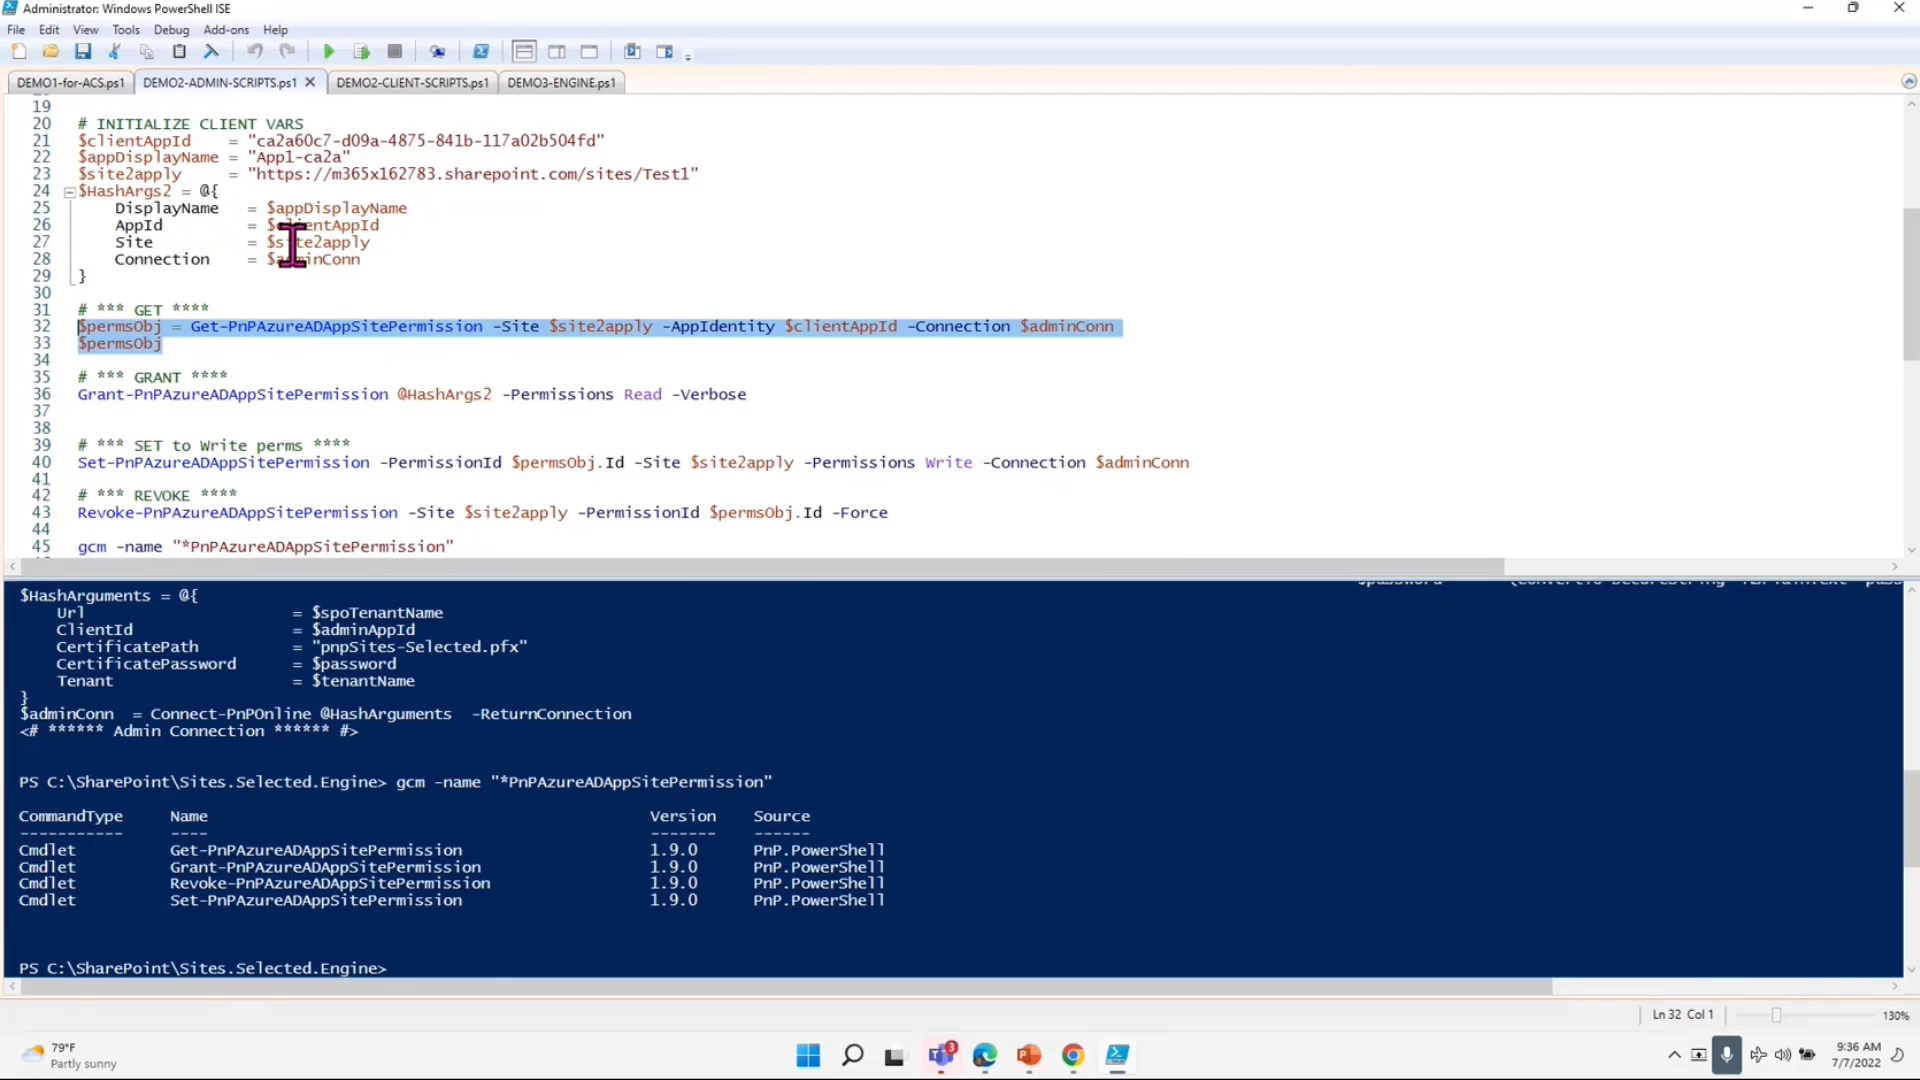 Administrator: Windows PowerShell ISE
File Edit View Tools Debug Add-ons Help
DEMO1-for-ACS.ps1 DEMO2-ADMIN-SCRIPTS.ps1 DEMO2-CLIENT-SCRIPTS.ps1 DEMO3-ENGINE.ps1
19
20 # INITIALIZE CLIENT VARS
21 $clientAppId = "ca2a60c7-d09a-4875-841b-117a02b504fd"
22 $appDisplayName = "App1-ca2a"
23 $site2apply = "https://m365x162783.sharepoint.com/sites/Test1"
24 $HashArgs2 = @{
25 DisplayName = $appDisplayName
26 AppId = $clientAppId
27 Site = $site2apply
28 Connection = $adminConn
29 }
30
31 # *** GET ****
32 $permsObj = Get-PnPAzureADAppSitePermission -Site $site2apply -AppIdentity $clientAppId -Connection $adminConn
33 $permsObj
34
35 # *** GRANT ****
36 Grant-PnPAzureADAppSitePermission @HashArgs2 -Permissions Read -Verbose
37
38
39 # *** SET to Write perms ****
40 Set-PnPAzureADAppSitePermission -PermissionId $permsObj.Id -Site $site2apply -Permissions Write -Connection $adminConn
41
42 # *** REVOKE ****
43 Revoke-PnPAzureADAppSitePermission -Site $site2apply -PermissionId $permsObj.Id -Force
44
45 gcm -name "*PnPAzureADAppSitePermission"
$HashArguments = @{
Url = $spoTenantName
ClientId = $adminAppId
CertificatePath = "pnpSites-Selected.pfx"
CertificatePassword = $password
Tenant = $tenantName
}
$adminConn = Connect-PnPOnline @HashArguments -ReturnConnection
<# ****** Admin Connection ****** #>
PS C:\SharePoint\Sites.Selected.Engine> gcm -name "*PnPAzureADAppSitePermission"
CommandType Name Version Source
----------- ---- ------- ------
Cmdlet Get-PnPAzureADAppSitePermission 1.9.0 PnP.PowerShell
Cmdlet Grant-PnPAzureADAppSitePermission 1.9.0 PnP.PowerShell
Cmdlet Revoke-PnPAzureADAppSitePermission 1.9.0 PnP.PowerShell
Cmdlet Set-PnPAzureADAppSitePermission 1.9.0 PnP.PowerShell
PS C:\SharePoint\Sites.Selected.Engine>
Ln 32 Col 1 130%
79°F
Partly sunny
3
9:36 AM
7/7/2022